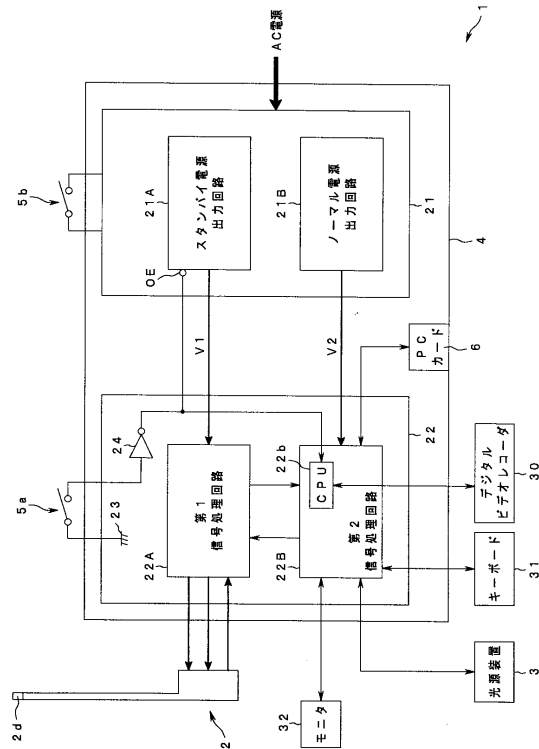 1
AC電源
5b
21A
スタンバイ電源
出力回路
21B
ノーマル電源
出力回路
21
4
OE
V1
V2
PC
カード
6
5a
23
24
22A
第1
信号処理回路
22b
CPU
22B
第2
信号処理回路
22
デジタル
ビデオレコーダ
30
キーボード
31
光源装置
3
モニタ
32
2
2d